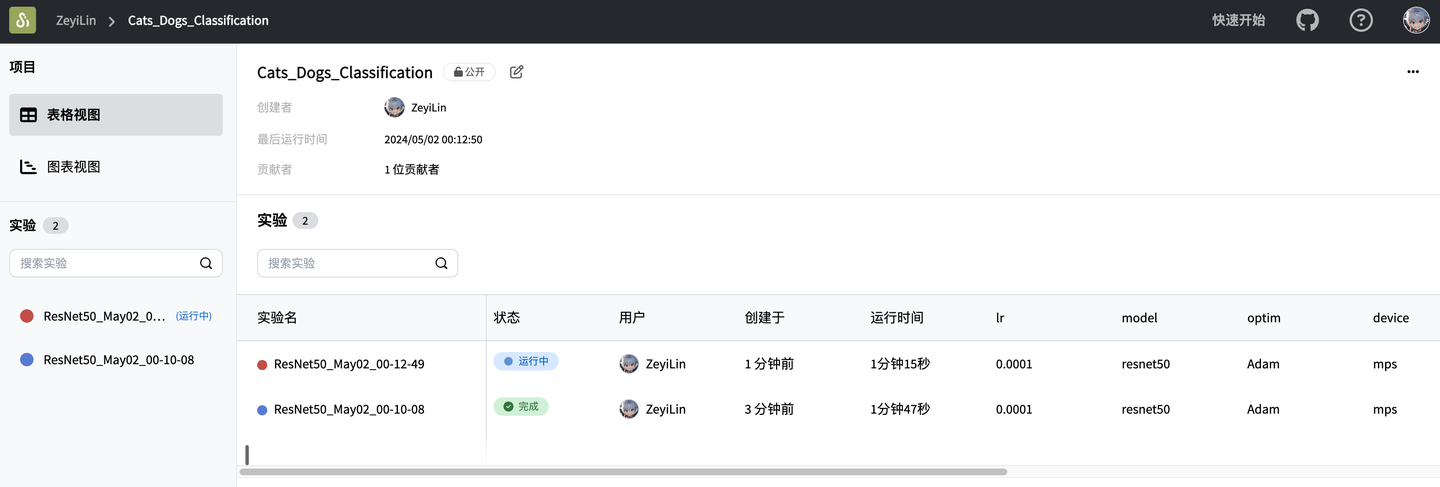 ZeyiLin > Cats_Dogs_Classification
快速开始
项目
表格视图
图表视图
实验 2
搜索实验
ResNet50_May02_0... (运行中)
ResNet50_May02_00-10-08
Cats_Dogs_Classification 公开
创建者 ZeyiLin
最后运行时间 2024/05/02 00:12:50
贡献者 1 位贡献者
实验 2
搜索实验
实验名 状态 用户 创建于 运行时间 lr model optim device
ResNet50_May02_00-12-49 运行中 ZeyiLin 1 分钟前 1分钟15秒 0.0001 resnet50 Adam mps
ResNet50_May02_00-10-08 完成 ZeyiLin 3 分钟前 1分钟47秒 0.0001 resnet50 Adam mps